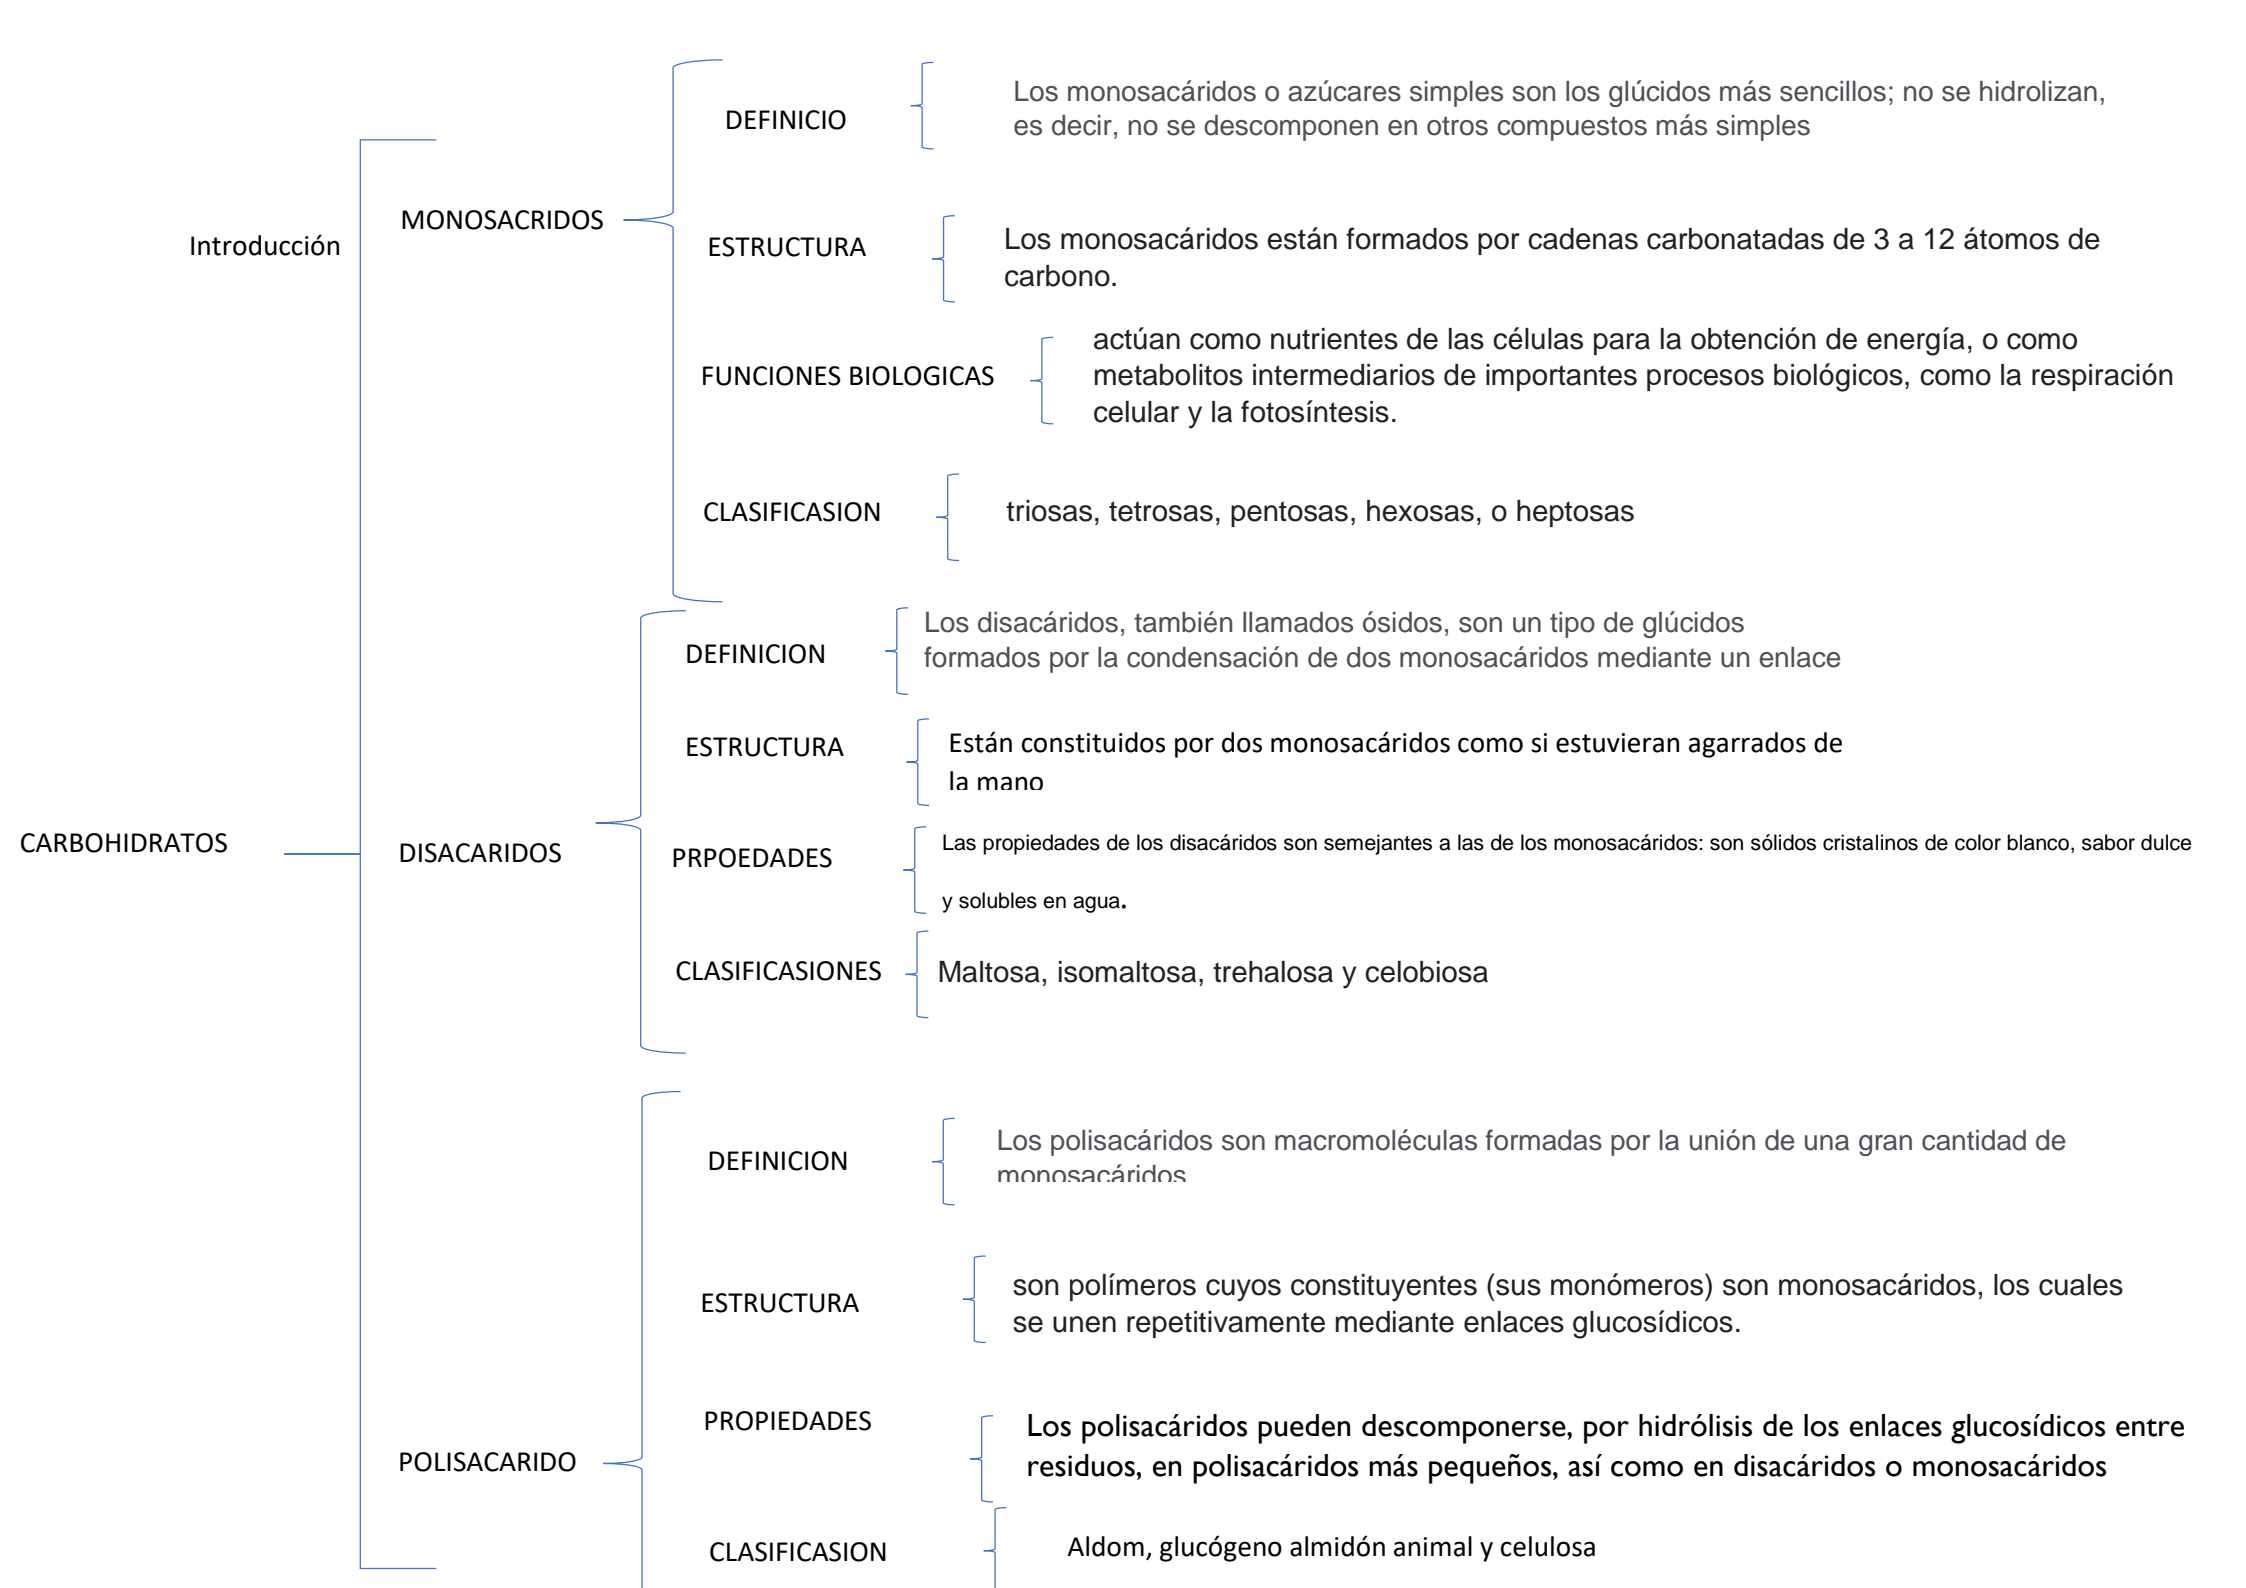 Introducción
CARBOHIDRATOS
MONOSACRIDOS
DEFINICIO
Los monosacáridos o azúcares simples son los glúcidos más sencillos; no se hidrolizan,
es decir, no se descomponen en otros compuestos más simples
ESTRUCTURA
Los monosacáridos están formados por cadenas carbonatadas de 3 a 12 átomos de
carbono.
FUNCIONES BIOLOGICAS
actúan como nutrientes de las células para la obtención de energía, o como
metabolitos intermediarios de importantes procesos biológicos, como la respiración
celular y la fotosíntesis.
CLASIFICASION
triosas, tetrosas, pentosas, hexosas, o heptosas
DISACARIDOS
DEFINICION
Los disacáridos, también llamados ósidos, son un tipo de glúcidos
formados por la condensación de dos monosacáridos mediante un enlace
ESTRUCTURA
Están constituidos por dos monosacáridos como si estuvieran agarrados de
la mano
PRPOEDADES
Las propiedades de los disacáridos son semejantes a las de los monosacáridos: son sólidos cristalinos de color blanco, sabor dulce
y solubles en agua.
CLASIFICASIONES
Maltosa, isomaltosa, trehalosa y celobiosa
POLISACARIDO
DEFINICION
Los polisacáridos son macromoléculas formadas por la unión de una gran cantidad de
monosacáridos
ESTRUCTURA
son polímeros cuyos constituyentes (sus monómeros) son monosacáridos, los cuales
se unen repetitivamente mediante enlaces glucosídicos.
PROPIEDADES
Los polisacáridos pueden descomponerse, por hidrólisis de los enlaces glucosídicos entre
residuos, en polisacáridos más pequeños, así como en disacáridos o monosacáridos
CLASIFICASION
Aldom, glucógeno almidón animal y celulosa